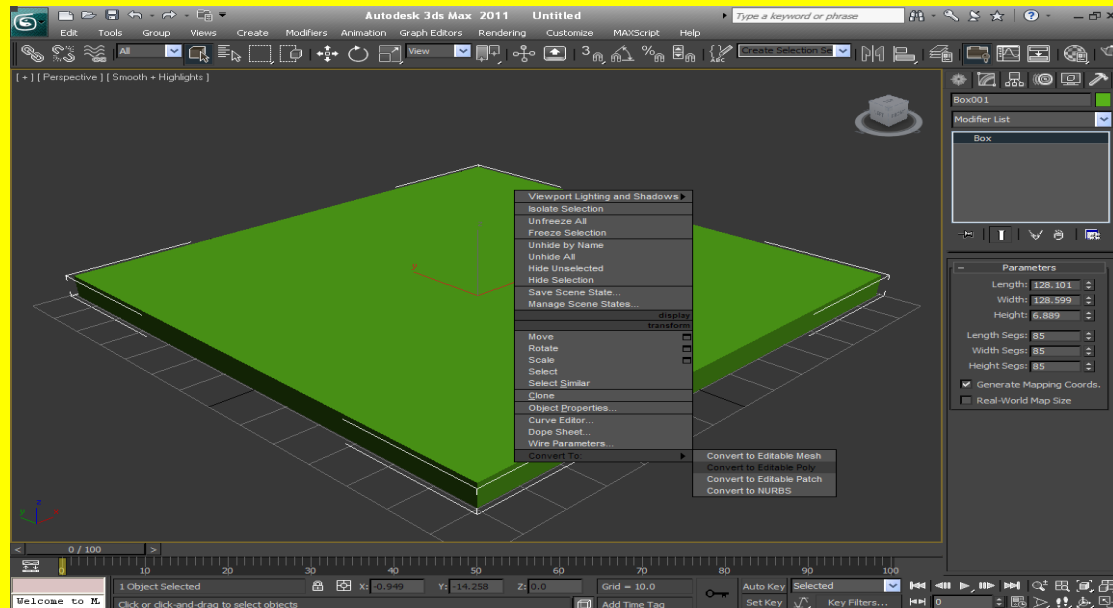 Autodesk 3ds Max 2011 Untitled
Type a keyword or phrase
Edit Tools Group Views Create Modifiers Animation Graph Editors Rendering Customize MAXScript Help
All
View
Create Selection Se
[ + ] [ Perspective ] [ Smooth + Highlights ]
Box001
Modifier List
Box
Viewport Lighting and Shadows
Isolate Selection
Unfreeze All
Freeze Selection
Unhide by Name
Unhide All
Hide Unselected
Hide Selection
Save Scene State...
Manage Scene States...
display
transform
Move
Rotate
Scale
Select
Select Similar
Clone
Object Properties...
Curve Editor...
Dope Sheet...
Wire Parameters...
Convert To:
Convert to Editable Mesh
Convert to Editable Poly
Convert to Editable Patch
Convert to NURBS
Parameters
Length: 128.101
Width: 128.599
Height: 6.889
Length Segs: 85
Width Segs: 85
Height Segs: 85
Generate Mapping Coords.
Real-World Map Size
y
z
y
< 0 / 100 >
0 10 20 30 40 50 60 70 80 90 100
1 Object Selected X: -0.949 Y: -14.258 Z: 0.0 Grid = 10.0 Auto Key Selected
Welcome to M Click or click-and-drag to select objects Add Time Tag Set Key Key Filters... 0